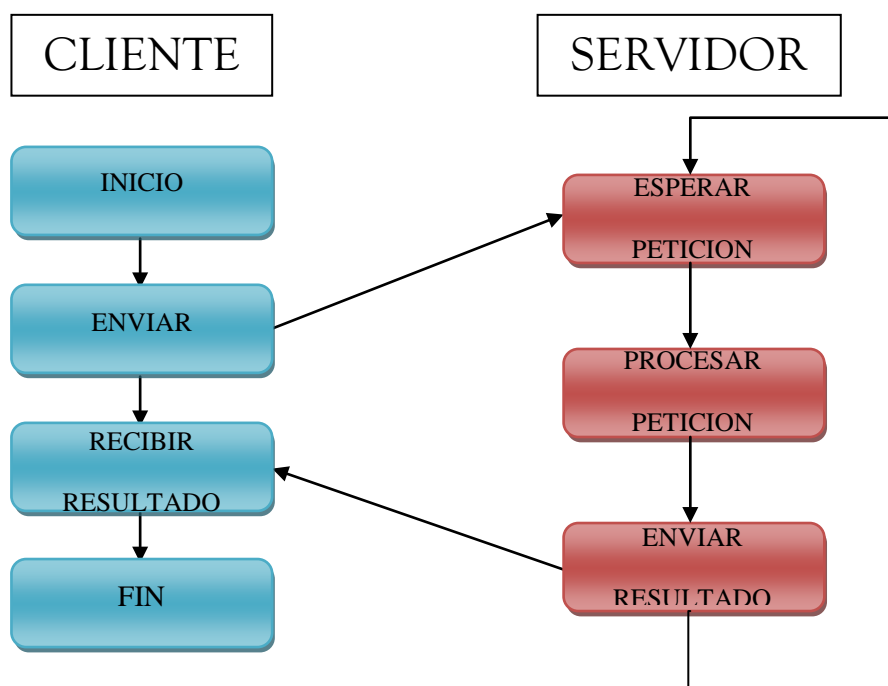 CLIENTE
INICIO
ENVIAR
RECIBIR
RESULTADO
FIN
SERVIDOR
ESPERAR
PETICION
PROCESAR
PETICION
ENVIAR
RESULTADO